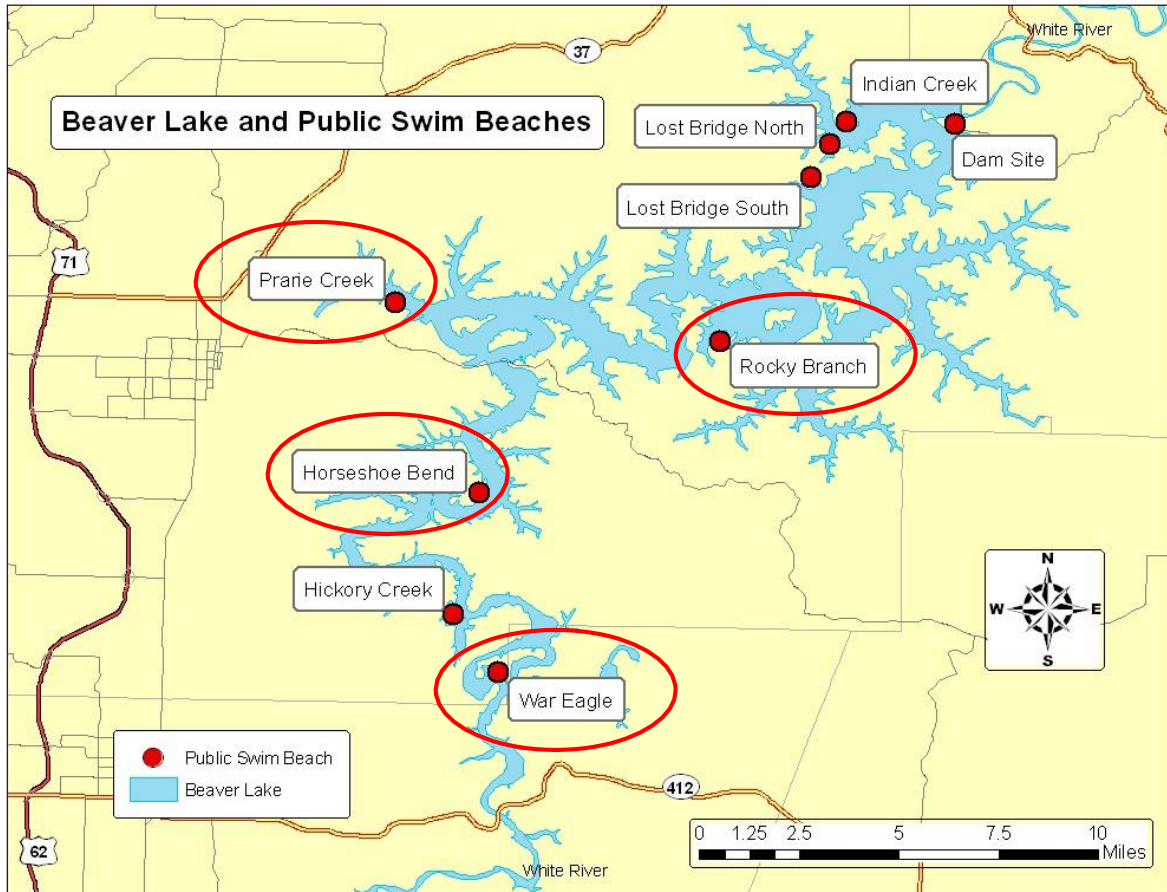 White River
37
Beaver Lake and Public Swim Beaches
Indian Creek
Lost Bridge North
Dam Site
Lost Bridge South
71
Prarie Creek
Rocky Branch
Horseshoe Bend
N
W E
S
Hickory Creek
War Eagle
Public Swim Beach
Beaver Lake
412
62
0 1.25 2.5 5 7.5 10
Miles
White River